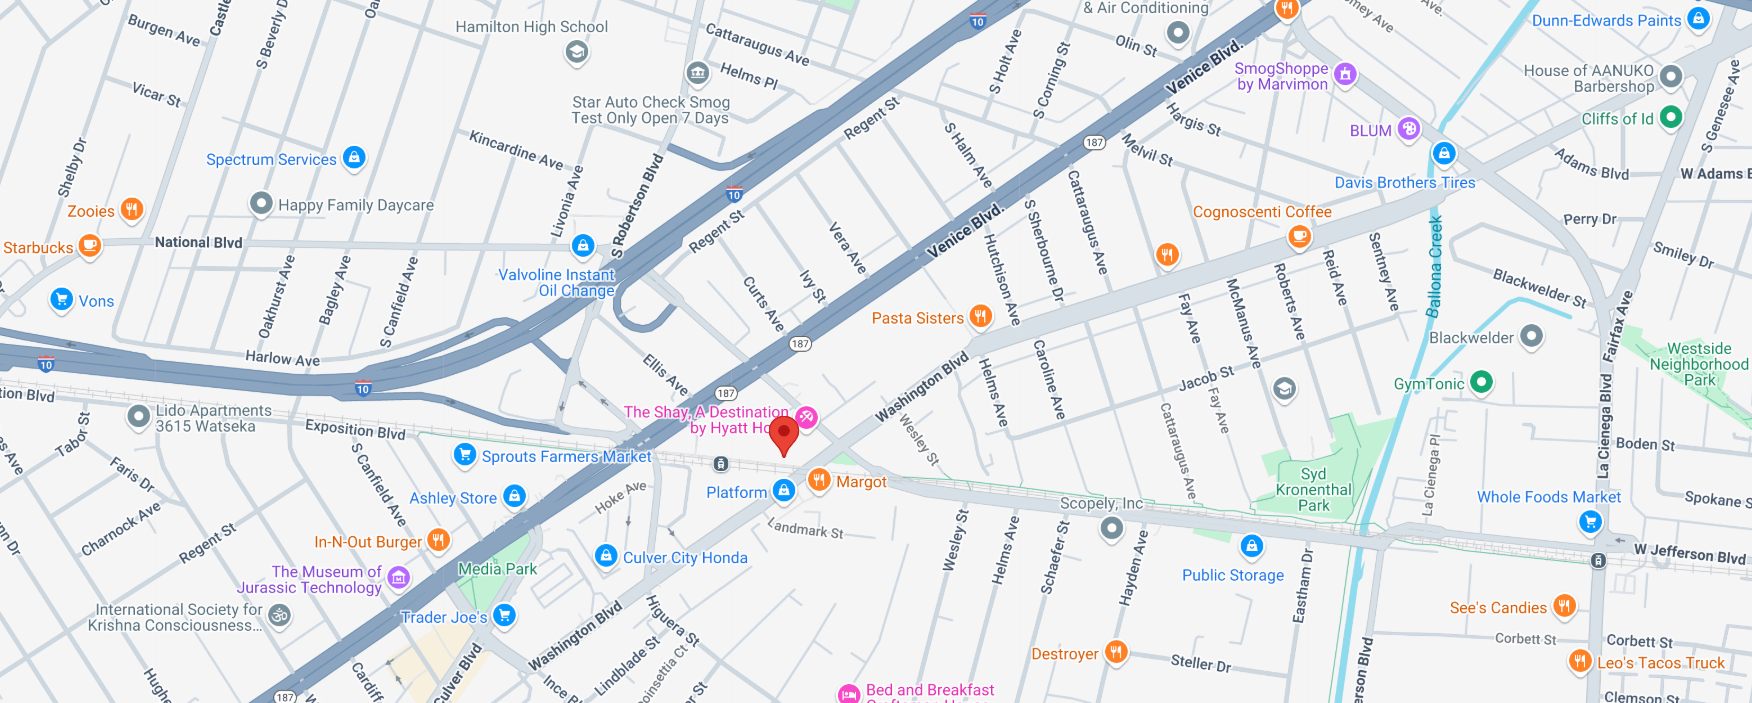 Burgen Ave
Castle
S Beverly D
Hamilton High School
Cattaraugus Ave
Helms Pl
10
& Air Conditioning
Olin St
S Holt Ave
S Corning St
Venice Blvd.
SmogShoppe
by Marvimon
Dunn-Edwards Paints
House of AANUKO
Barbershop
Cliffs of Id
S Genesee Ave
Vicar St
Star Auto Check Smog
Test Only Open 7 Days
Regent St
Hargis St
BLUM
Shelby Dr
Spectrum Services
Kincardine Ave
Livonia Ave
S Robertson Blvd
10
S Halm Ave
187
Melvil St
Davis Brothers Tires
Adams Blvd
W Adams B
Zooies
Happy Family Daycare
Starbucks
National Blvd
Regent St
Vera Ave
Venice Blvd.
S Sherbourne Dr
Cattaraugus Ave
Cognoscenti Coffee
Perry Dr
Smiley Dr
Ballona Creek
Vons
Oakhurst Ave
Bagley Ave
S Canfield Ave
Valvoline Instant
Oil Change
Curts Ave
Ivy St
Hutchison Ave
Pasta Sisters
Fay Ave
McManus Ave
Roberts Ave
Reid Ave
Sentney Ave
Blackwelder St
Blackwelder
Fairfax Ave
Westside
Neighborhood
Park
Harlow Ave
10
10
Ellis Ave
187
187
Washington Blvd
Helms Ave
Caroline Ave
Jacob St
GymTonic
La Cienega Blvd
tion Blvd
Tabor St
Lido Apartments
3615 Watseka
Exposition Blvd
The Shay, A Destination
by Hyatt Ho
Wesley St
Cattaraugus Ave
Fay Ave
La Cienega Pl
Boden St
Faris Dr
S Canfield Ave
Sprouts Farmers Market
Platform
Margot
Syd
Kronenthal
Park
Whole Foods Market
Spokane S
Charnock Ave
Regent St
Ashley Store
Hoke Ave
Landmark St
Scopely, Inc
In-N-Out Burger
Culver City Honda
Media Park
Wesley St
Helms Ave
Schaefer St
Hayden Ave
Public Storage
Eastham Dr
W Jefferson Blvd
The Museum of
Jurassic Technology
International Society for
Krishna Consciousness...
Trader Joe's
Washington Blvd
Higuera St
Lindblade St
See's Candies
Corbett St
Corbett St
Destroyer
Steller Dr
Leo's Tacos Truck
Clemson St
187
Cardiff
Culver Blvd
Bed and Breakfast
erson Blvd